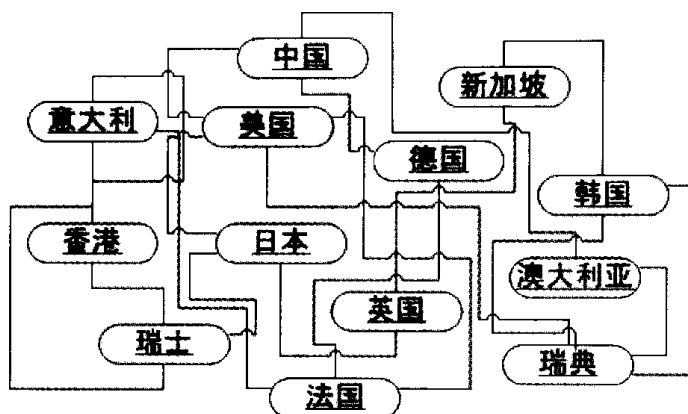 中国
新加坡
意大利
美国
德国
韩国
香港
日本
澳大利亚
英国
瑞士
瑞典
法国